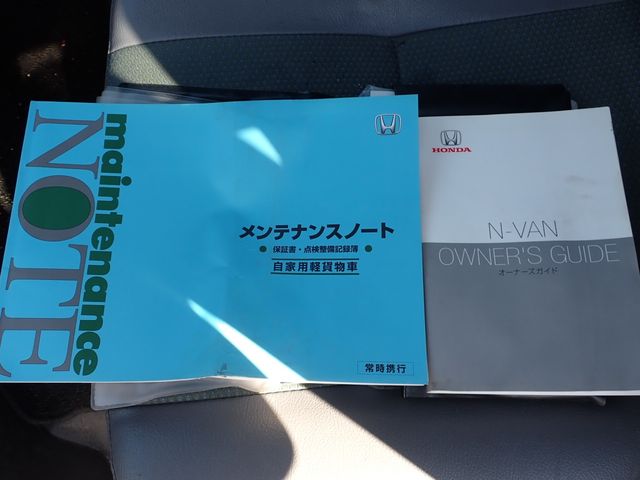 maintenance
NOTE
メンテナンスノート
● 保証書・点検整備記録簿 ●
自家用軽貨物車
常時携行
HONDA
N-VAN
OWNER'S GUIDE
オーナーズガイド